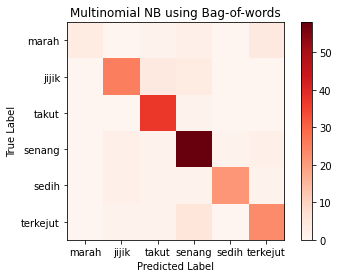 Multinomial NB using Bag-of-words
marah
jijik
takut
senang
sedih
terkejut
True Label
marah jijik takut senang sedih terkejut
Predicted Label
50
40
30
20
10
0